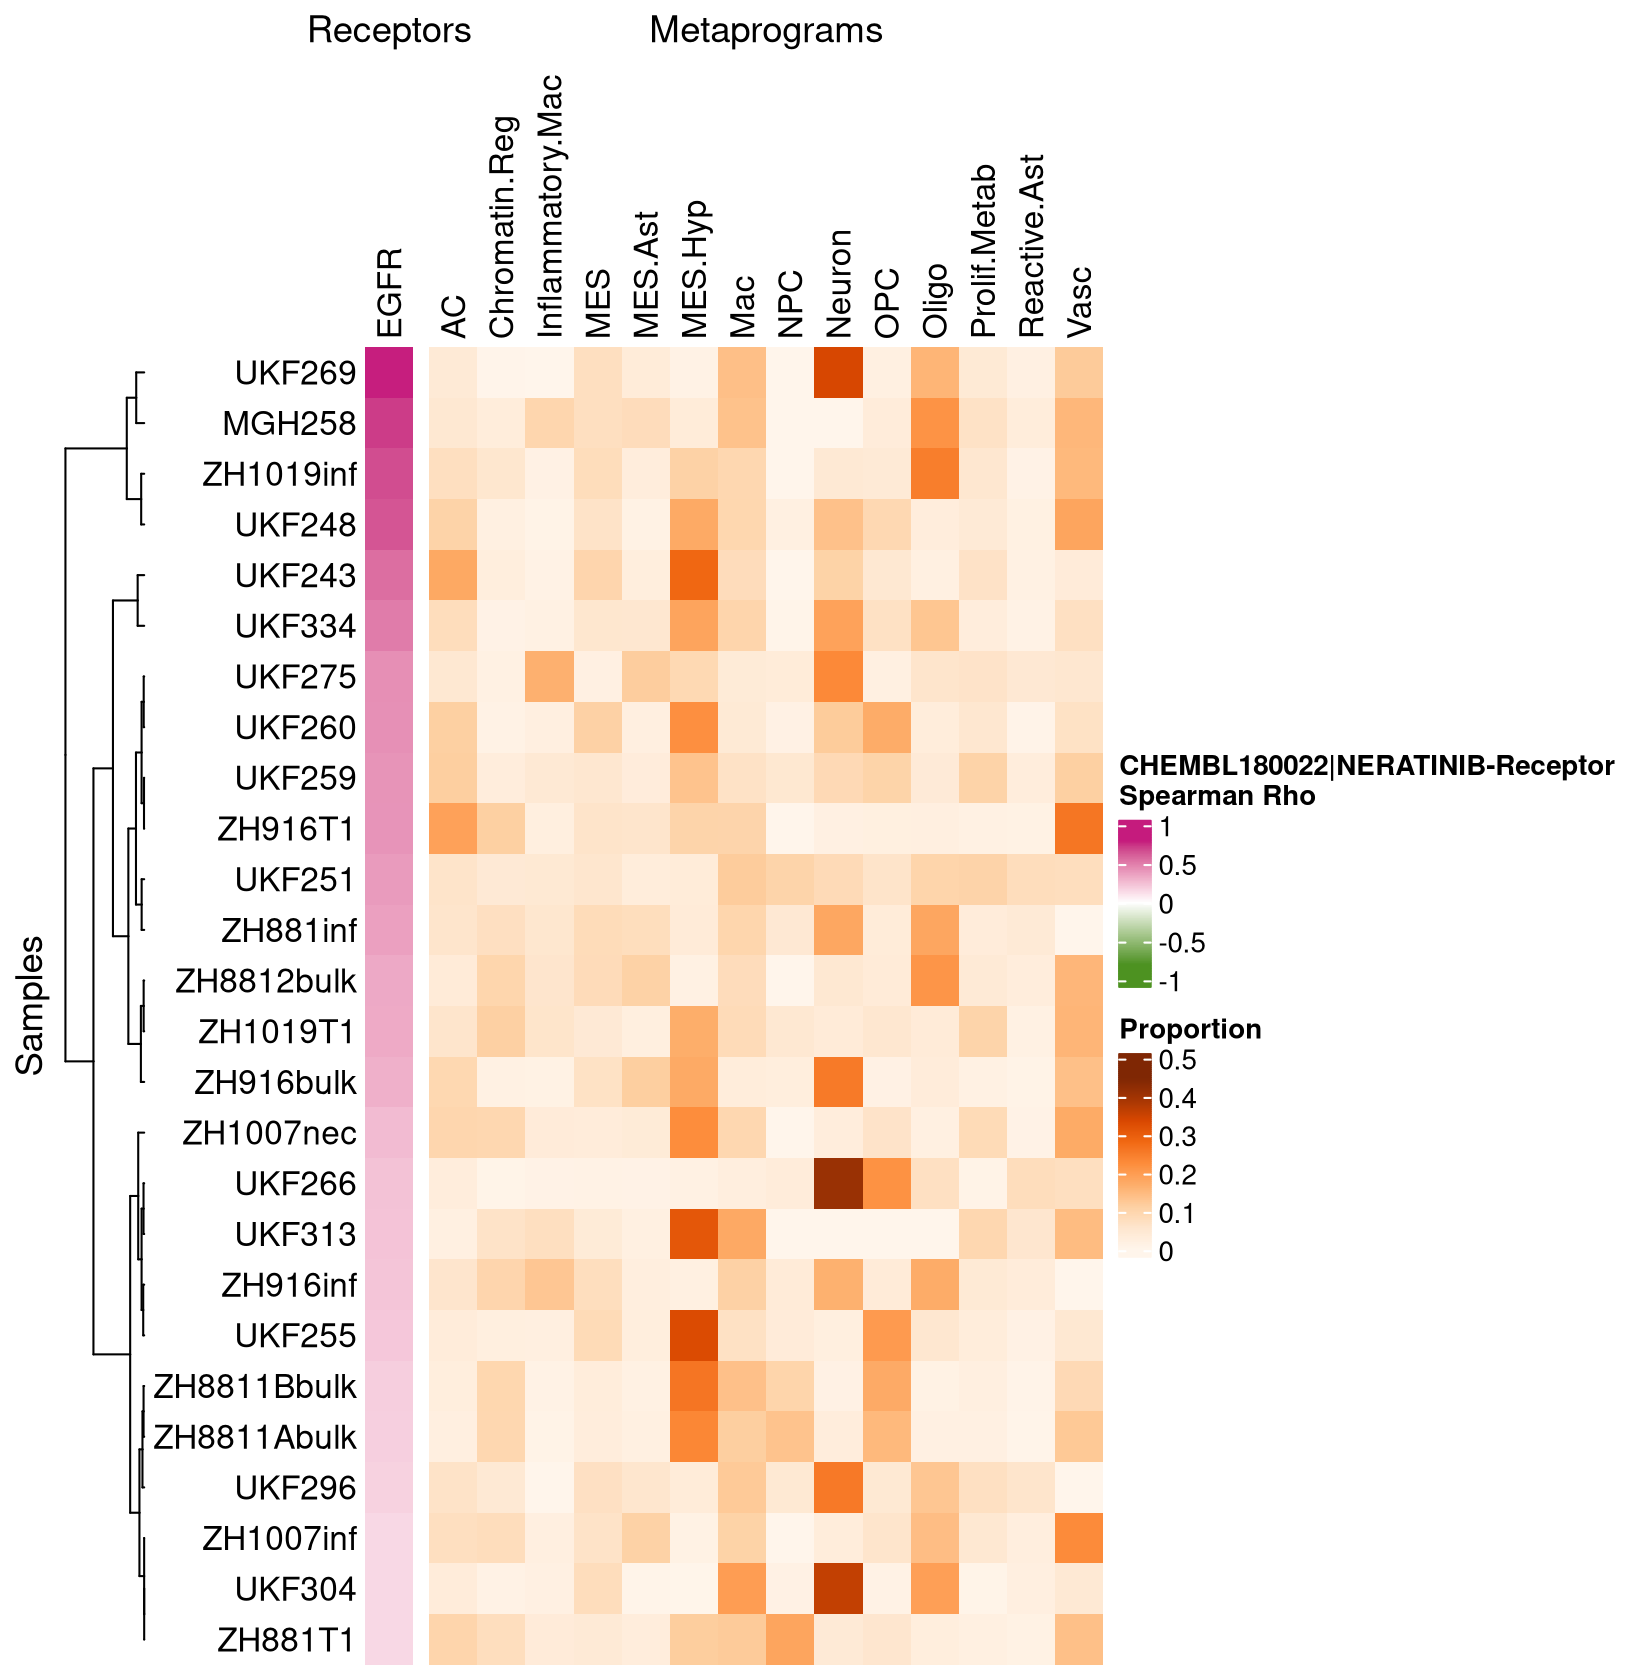 Receptors Metaprograms
EGFR
AC
Chromatin.Reg
Inflammatory.Mac
MES
MES.Ast
MES.Hyp
Mac
NPC
Neuron
OPC
Oligo
Prolif.Metab
Reactive.Ast
Vasc
Samples
UKF269
MGH258
ZH1019inf
UKF248
UKF243
UKF334
UKF275
UKF260
UKF259
ZH916T1
UKF251
ZH881inf
ZH8812bulk
ZH1019T1
ZH916bulk
ZH1007nec
UKF266
UKF313
ZH916inf
UKF255
ZH8811Bbulk
ZH8811Abulk
UKF296
ZH1007inf
UKF304
ZH881T1
CHEMBL180022|NERATINIB-Receptor
Spearman Rho
1
0.5
0
-0.5
-1
Proportion
0.5
0.4
0.3
0.2
0.1
0